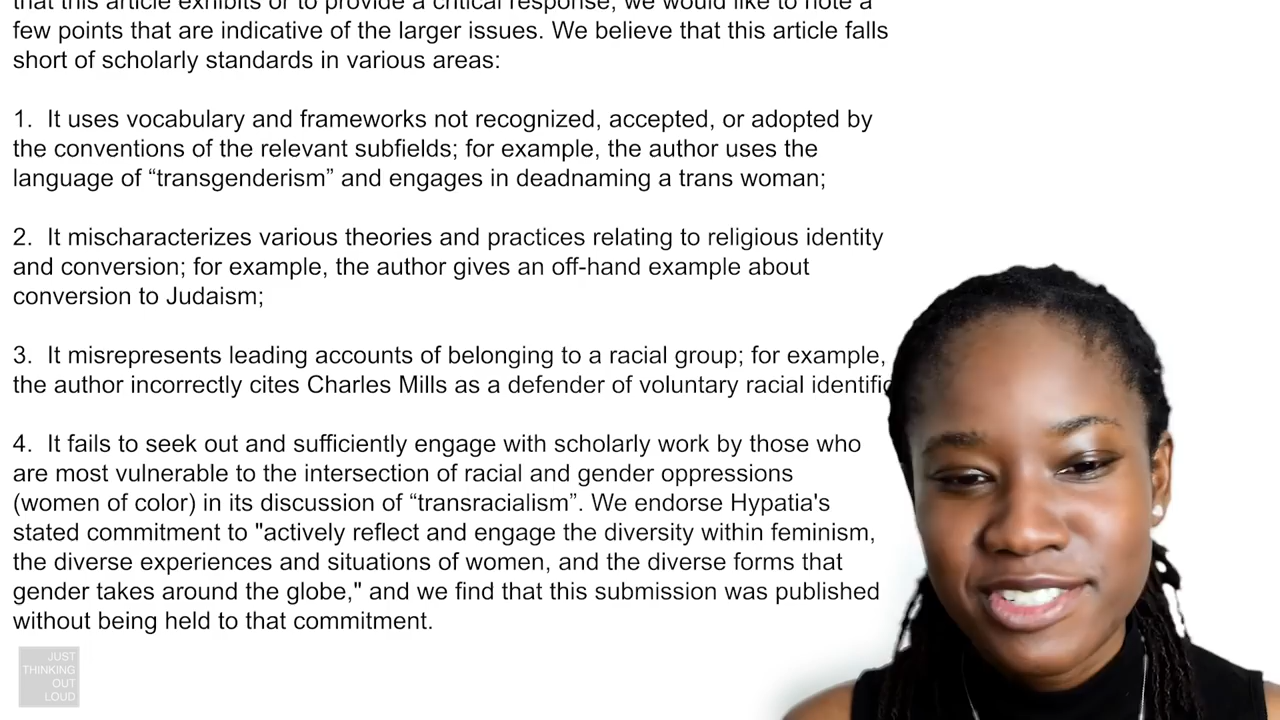 that this article exhibits or to provide a critical response, we would like to note a
few points that are indicative of the larger issues. We believe that this article falls
short of scholarly standards in various areas:
1. It uses vocabulary and frameworks not recognized, accepted, or adopted by
the conventions of the relevant subfields; for example, the author uses the
language of “transgenderism” and engages in deadnaming a trans woman;
2. It mischaracterizes various theories and practices relating to religious identity
and conversion; for example, the author gives an off-hand example about
conversion to Judaism;
3. It misrepresents leading accounts of belonging to a racial group; for example,
the author incorrectly cites Charles Mills as a defender of voluntary racial
4. It fails to seek out and sufficiently engage with scholarly work by those who
are most vulnerable to the intersection of racial and gender oppressions
(women of color) in its discussion of “transracialism”. We endorse Hypatia's
stated commitment to "actively reflect and engage the diversity within feminism,
the diverse experiences and situations of women, and the diverse forms that
gender takes around the globe," and we find that this submission was published
without being held to that commitment.
JUST
THINKING
OUT
LOUD